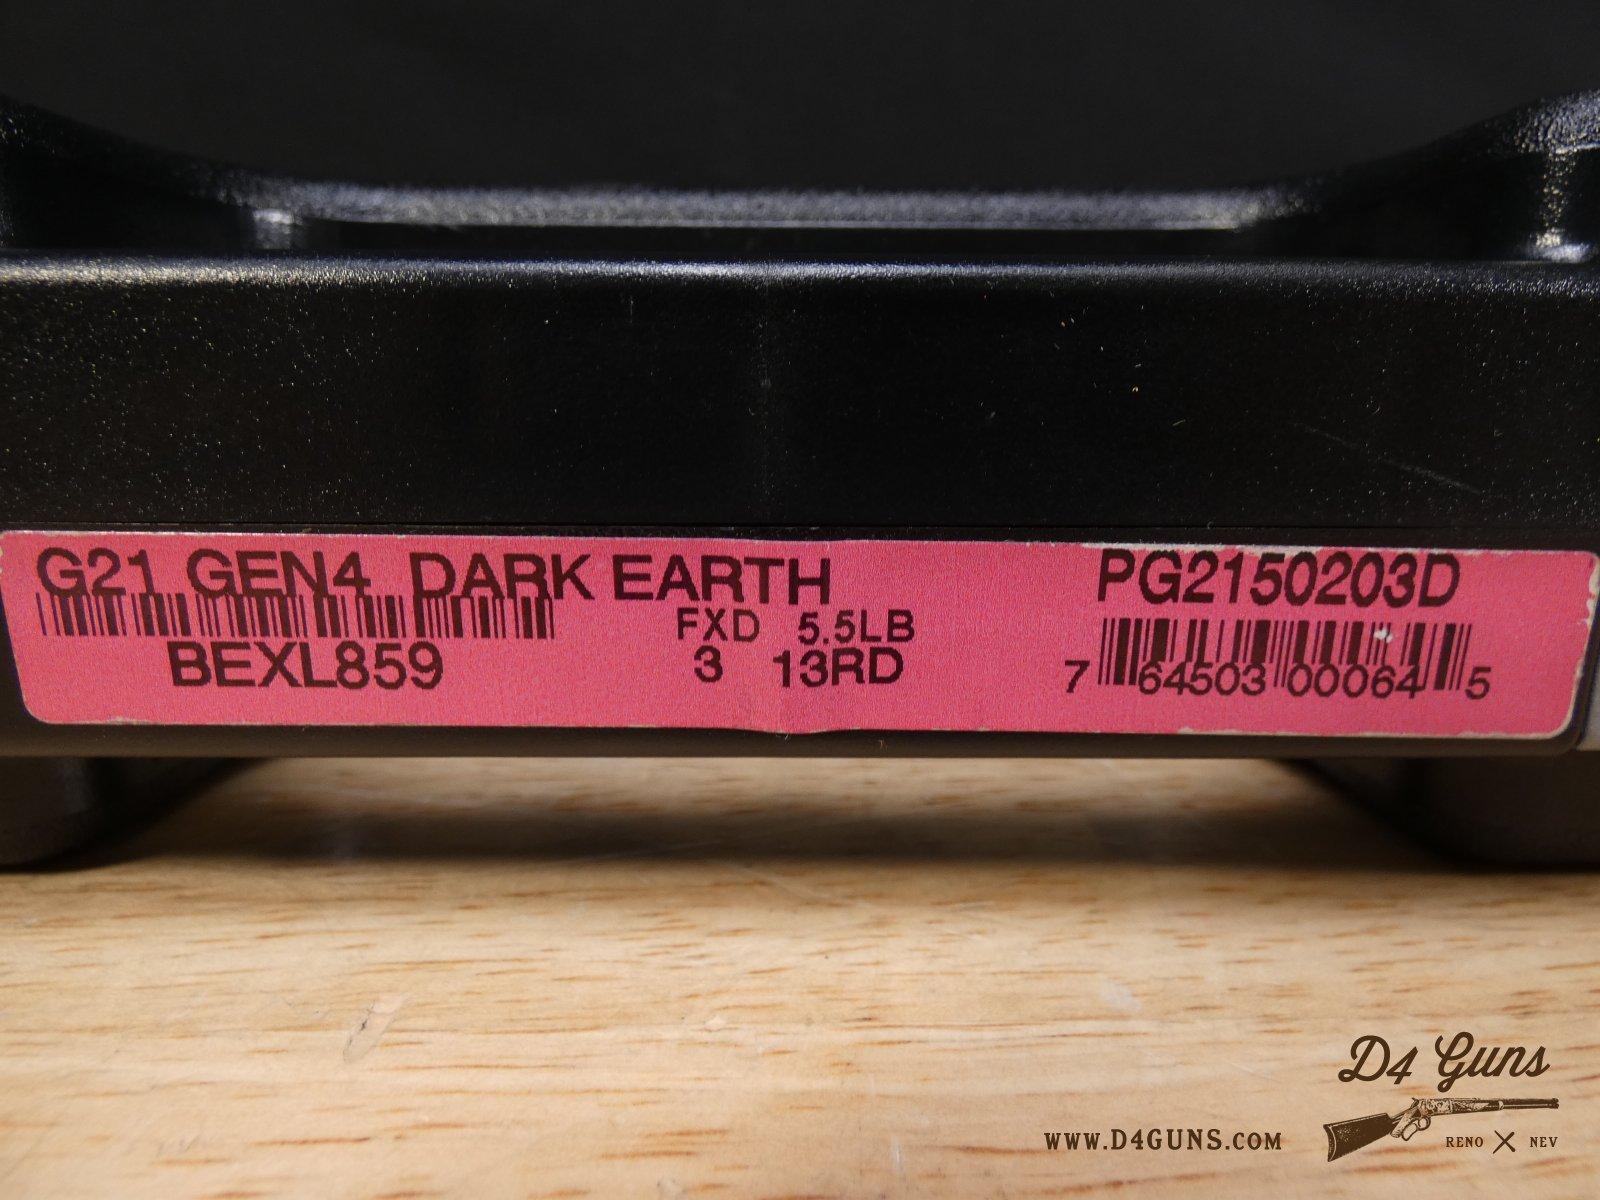 G21 GEN4 DARK EARTH
BEXL859
FXD 5.5LB
3 13RD
PG2150203D
7 64503 00064 5
D4 Guns
WWW.D4GUNS.COM
RENO NEV